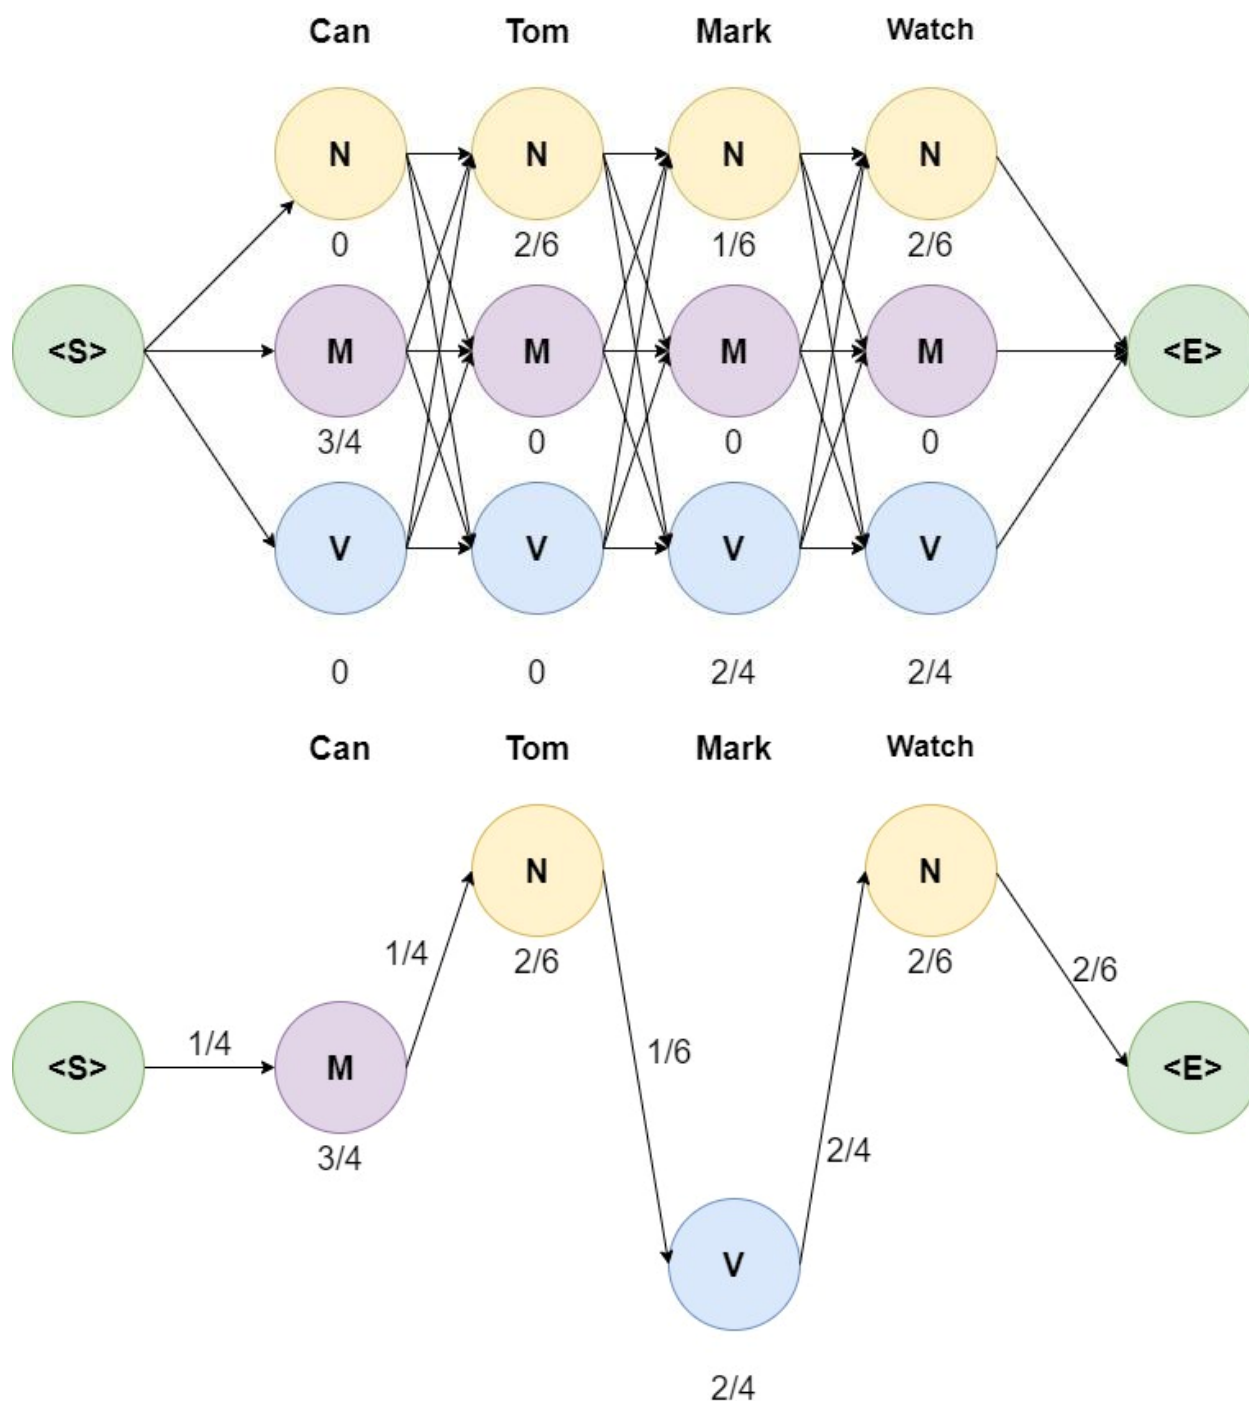 Can Tom Mark Watch
N N N N
0 2/6 1/6 2/6
<S> M M M M <E>
3/4 0 0 0
V V V V
0 0 2/4 2/4
Can Tom Mark Watch
N N
1/4 2/6 2/6 2/6
<S> 1/4 M 1/6 <E>
3/4 2/4
V
2/4